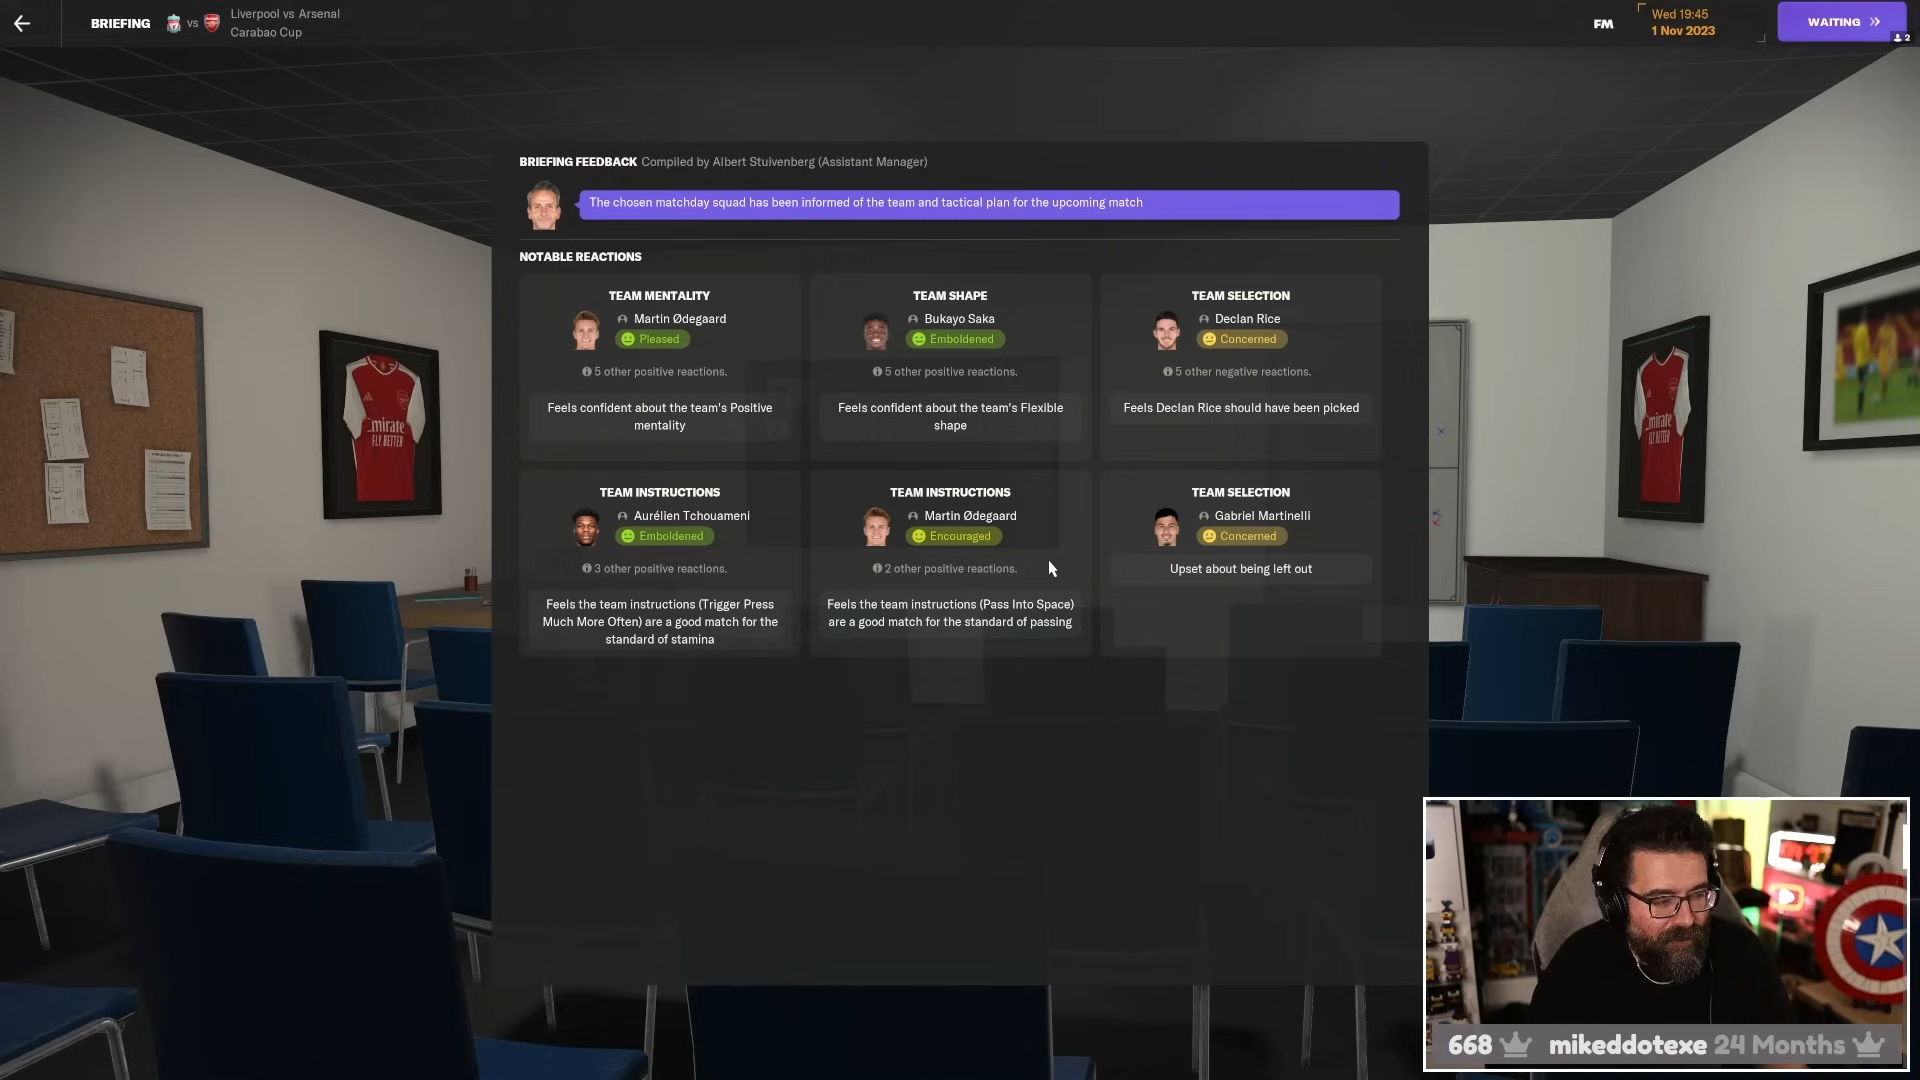 BRIEFING vs Liverpool vs Arsenal
Carabao Cup
FM
Wed 19:45
1 Nov 2023
WAITING
2
BRIEFING FEEDBACK Compiled by Albert Stuivenberg (Assistant Manager)
The chosen matchday squad has been informed of the team and tactical plan for the upcoming match
NOTABLE REACTIONS
TEAM MENTALITY
Martin Ødegaard
Pleased
5 other positive reactions.
Feels confident about the team's Positive
mentality
TEAM SHAPE
Bukayo Saka
Emboldened
5 other positive reactions.
Feels confident about the team's Flexible
shape
TEAM SELECTION
Declan Rice
Concerned
5 other negative reactions.
Feels Declan Rice should have been picked
TEAM INSTRUCTIONS
Aurélien Tchouameni
Emboldened
3 other positive reactions.
Feels the team instructions (Trigger Press
Much More Often) are a good match for the
standard of stamina
TEAM INSTRUCTIONS
Martin Ødegaard
Encouraged
2 other positive reactions.
Feels the team instructions (Pass Into Space)
are a good match for the standard of passing
TEAM SELECTION
Gabriel Martinelli
Concerned
Upset about being left out
Emirate
FLY BETTER
668 mikeddotexe 24 Months